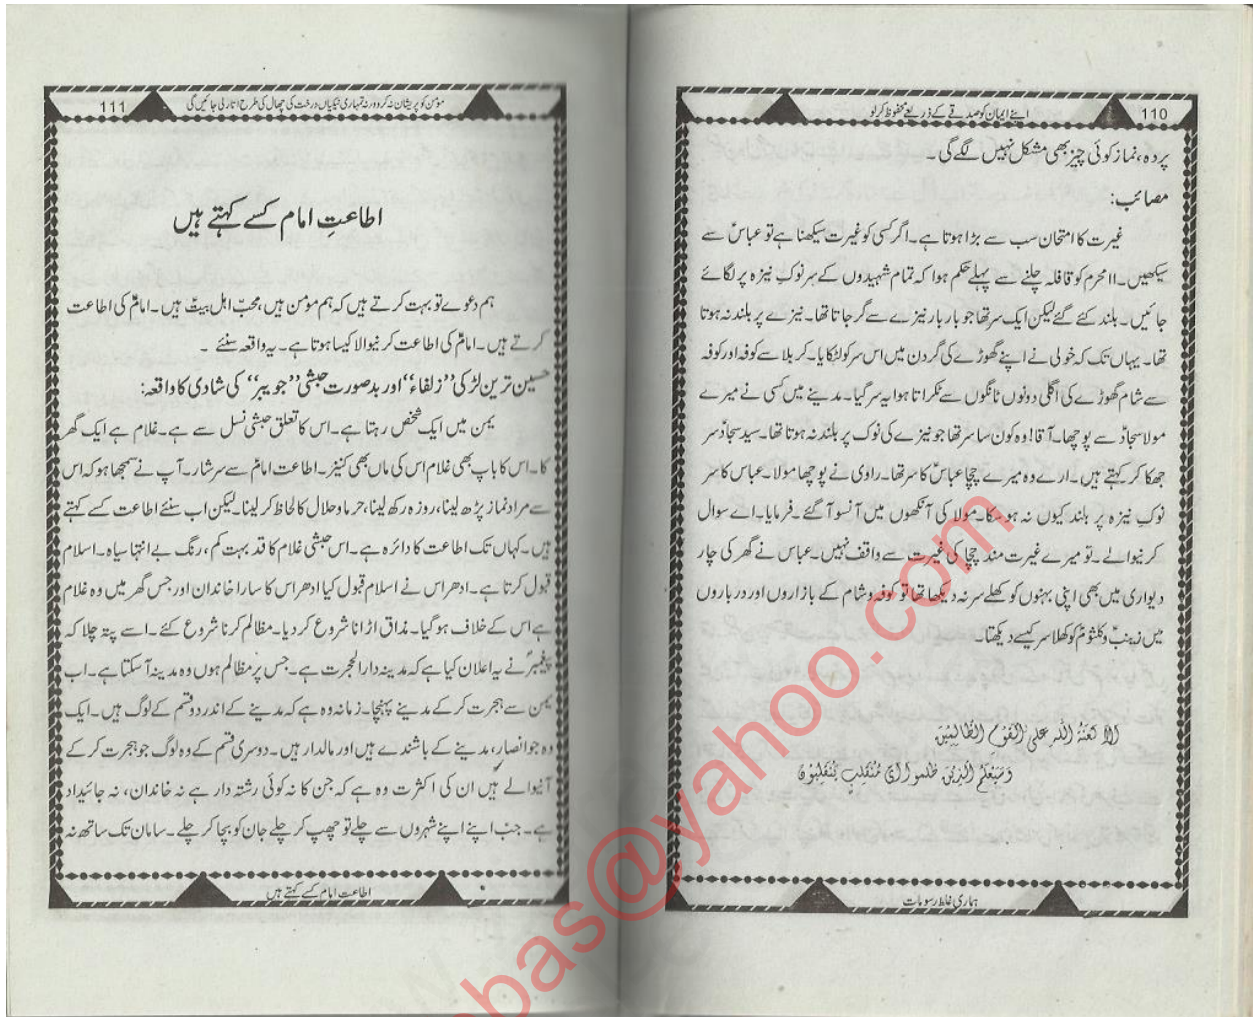 110
اپنے ایمان کو صدقے کے ذریعے محفوظ کرلو
پردہ، نماز کوئی چیز بھی مشکل نہیں لگے گی۔
مصائب:
غیرت کا امتحان سب سے بڑا ہوتا ہے۔ اگر کسی کو غیرت سیکھنا ہے تو عباسؑ سے
سیکھیں۔ ۱۱ محرم کو قافلہ چلنے سے پہلے حکم ہوا کہ تمام شہیدوں کے سر نوکِ نیزہ پر لگائے
جائیں۔ بلند کئے گئے لیکن ایک سر تھا جو بار بار نیزے سے گر جاتا تھا۔ نیزے پر بلند نہ ہوتا
تھا۔ یہاں تک کہ خولی نے اپنے گھوڑے کی گردن میں اس سر کو لٹکایا۔ کربلا سے کوفہ اور کوفہ
سے شام گھوڑے کی اگلی دونوں ٹانگوں سے ٹکراتا ہوا یہ سر گیا۔ مدینے میں کسی نے میرے
مولا سجادؑ سے پوچھا۔ آقا! وہ کون سا سر تھا جو نیزے کی نوک پر بلند نہ ہوتا تھا۔ سید سجادؑ سر
جھکا کر کہتے ہیں۔ ارے وہ میرے چچا عباسؑ کا سر تھا۔ راوی نے پوچھا مولا۔ عباس کا سر
نوکِ نیزہ پر بلند کیوں نہ ہو سکا۔ مولا کی آنکھوں میں آنسو آگئے۔ فرمایا۔ اے سوال
کرنیوالے۔ تو میرے غیرت مند چچا کی غیرت سے واقف نہیں۔ عباس نے گھر کی چار
دیواری میں بھی اپنی بہنوں کو کھلے سر نہ دیکھا تھا تو کوفہ و شام کے بازاروں اور درباروں
میں زینبؑ و کلثومؑ کو کھلا سر کیسے دیکھتا۔
اَلَا لَعْنَةُ اللّٰهِ عَلَى الْقَوْمِ الظَّالِمِيْنَ
وَسَيَعْلَمُ الَّذِيْنَ ظَلَمُوا اَىَّ مُنْقَلَبٍ يَّنْقَلِبُوْنَ
ہماری غلط رسومات
111
مؤمن کو پریشان نہ کرو ورنہ تمہاری نیکیاں درخت کی چھال کی طرح اتار لی جائیں گی
اطاعتِ امام کسے کہتے ہیں
ہم دعوے تو بہت کرتے ہیں کہ ہم مومن ہیں، محبّ اہل بیتؑ ہیں۔ امامؑ کی اطاعت
کرتے ہیں۔ امامؑ کی اطاعت کرنیوالا کیسا ہوتا ہے۔ یہ واقعہ سنئے ۔
حسین ترین لڑکی ”زلفاء“ اور بدصورت حبشی ”جویبر“ کی شادی کا واقعہ:
یمن میں ایک شخص رہتا ہے۔ اس کا تعلق حبشی نسل سے ہے۔ غلام ہے ایک گھر
کا۔ اس کا باپ بھی غلام اس کی ماں بھی کنیز۔ اطاعت امامؑ سے سرشار۔ آپ نے سمجھا ہو کہ اس
سے مراد نماز پڑھ لینا، روزہ رکھ لینا، حرماوحلال کا لحاظ کر لینا۔ لیکن اب سنئے اطاعت کسے کہتے
ہیں۔ کہاں تک اطاعت کا دائرہ ہے۔ اس حبشی غلام کا قد بہت کم، رنگ بے انتہا سیاہ۔ اسلام
قبول کرتا ہے۔ ادھر اس نے اسلام قبول کیا ادھر اس کا سارا خاندان اور جس گھر میں وہ غلام
ہے اس کے خلاف ہوگیا۔ مذاق اڑانا شروع کر دیا۔ مظالم کرنا شروع کئے۔ اسے پتہ چلا کہ
پیغمبرؐ نے یہ اعلان کیا ہے کہ مدینہ دارالھجرت ہے۔ جس پر مظالم ہوں وہ مدینہ آسکتا ہے۔ اب
یمن سے ہجرت کر کے مدینے پہنچا۔ زمانہ وہ ہے کہ مدینے کے اندر دو قسم کے لوگ ہیں۔ ایک
وہ جو انصار، مدینے کے باشندے ہیں اور مالدار ہیں۔ دوسری قسم کے وہ لوگ جو ہجرت کر کے
آنیوالے ہیں ان کی اکثرت وہ ہے کہ جن کا نہ کوئی رشتہ دار ہے نہ خاندان، نہ جائیداد
ہے۔ جب اپنے اپنے شہروں سے چلے تو چھپ کر چلے جان کو بچا کر چلے۔ سامان تک ساتھ نہ
اطاعت امام کسے کہتے ہیں
bas@yahoo.com